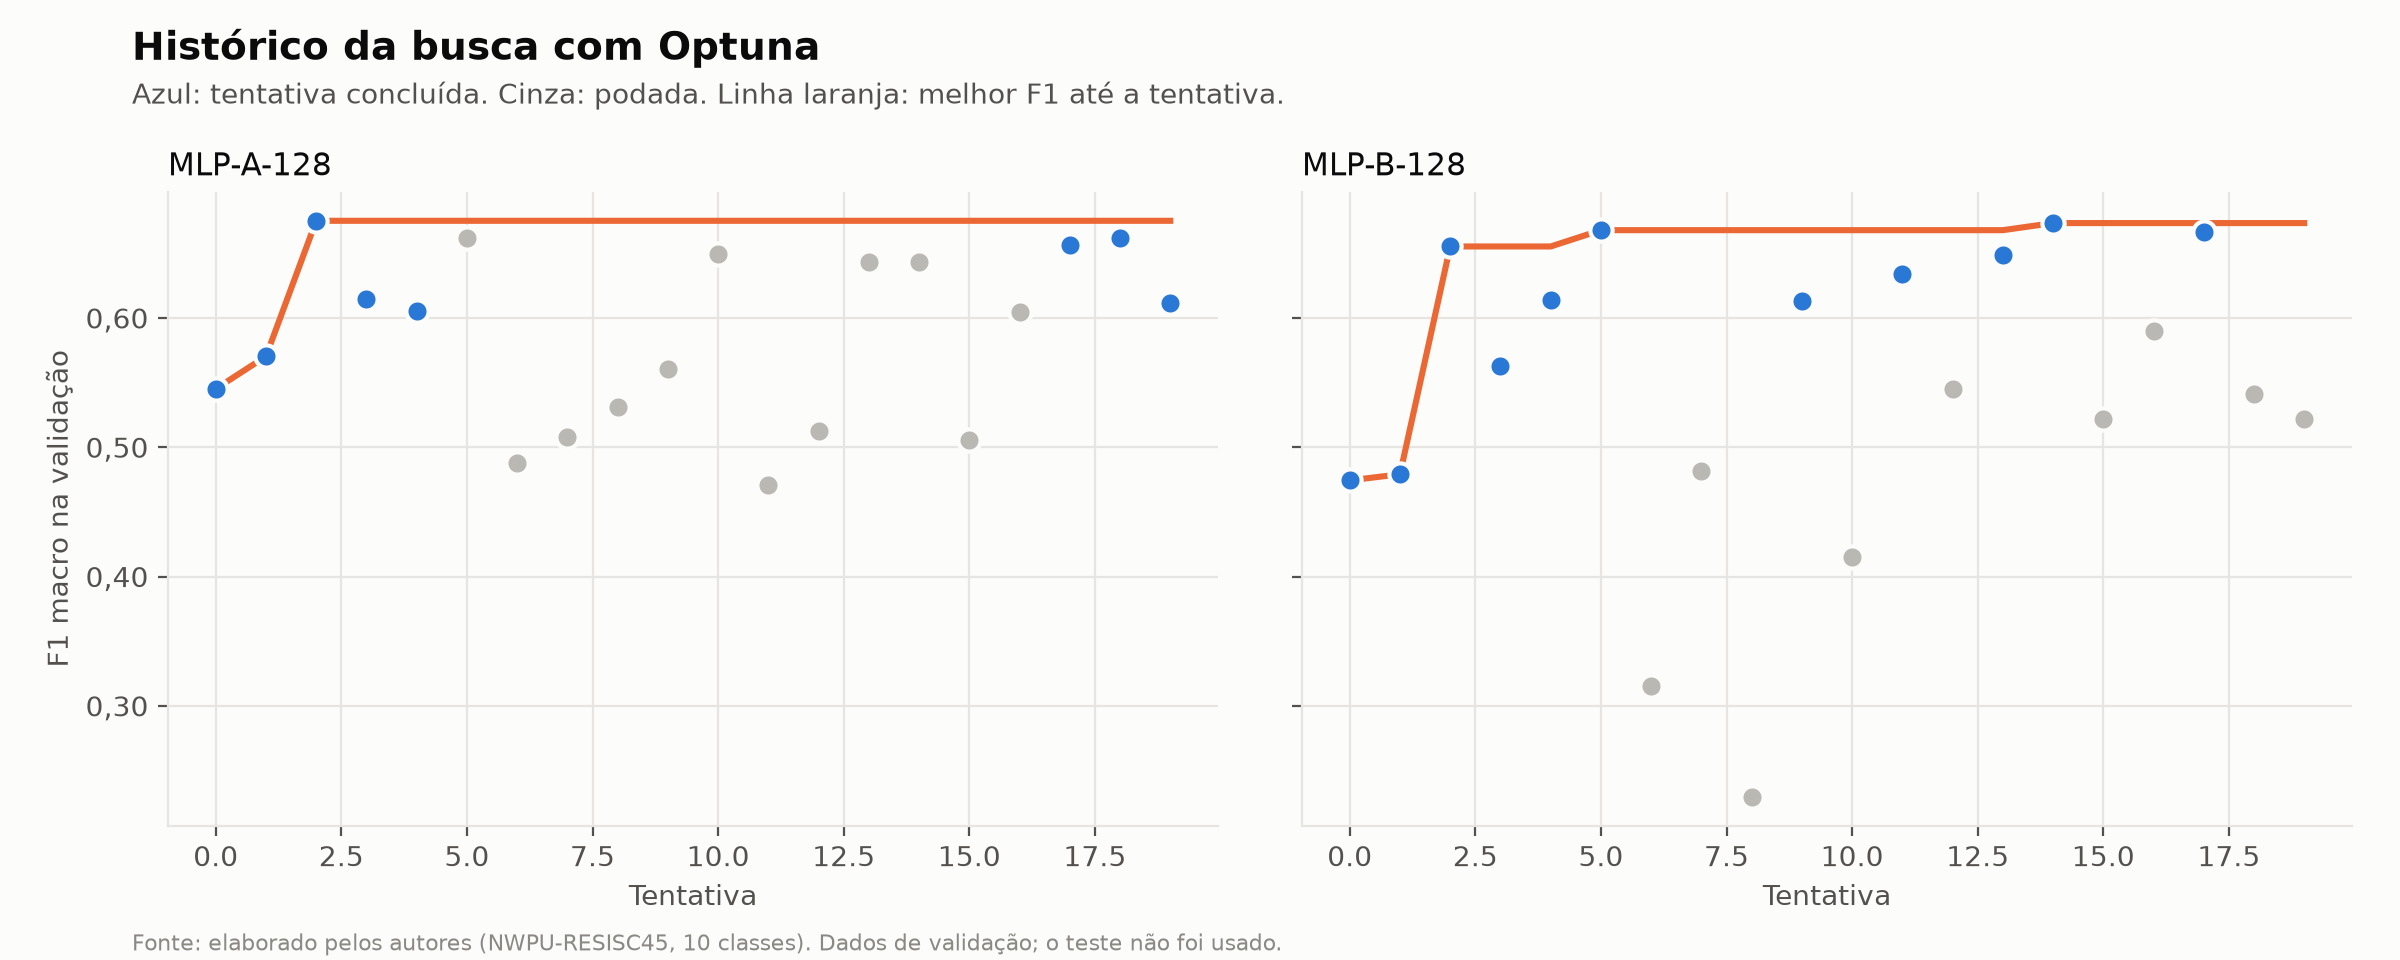 Histórico da busca com Optuna
Azul: tentativa concluída. Cinza: podada. Linha laranja: melhor F1 até a tentativa.
MLP-A-128
MLP-B-128
F1 macro na validação
0,60
0,50
0,40
0,30
0.0 2.5 5.0 7.5 10.0 12.5 15.0 17.5
0.0 2.5 5.0 7.5 10.0 12.5 15.0 17.5
Tentativa
Tentativa
Fonte: elaborado pelos autores (NWPU-RESISC45, 10 classes). Dados de validação; o teste não foi usado.